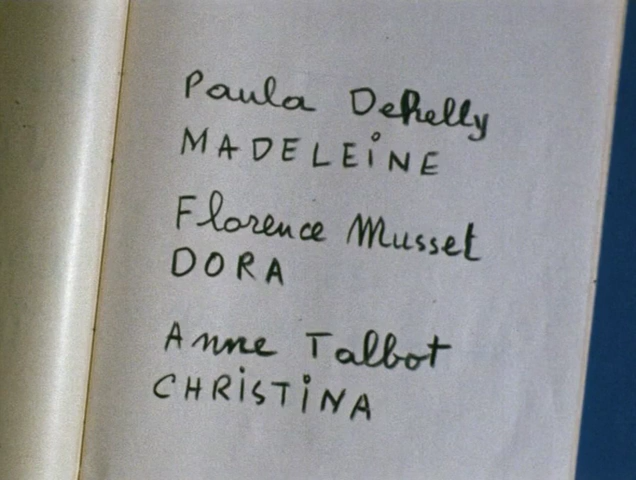 Paula Dehelly
MADELEINE
Florence Musset
DORA
Anne Talbot
CHRISTINA